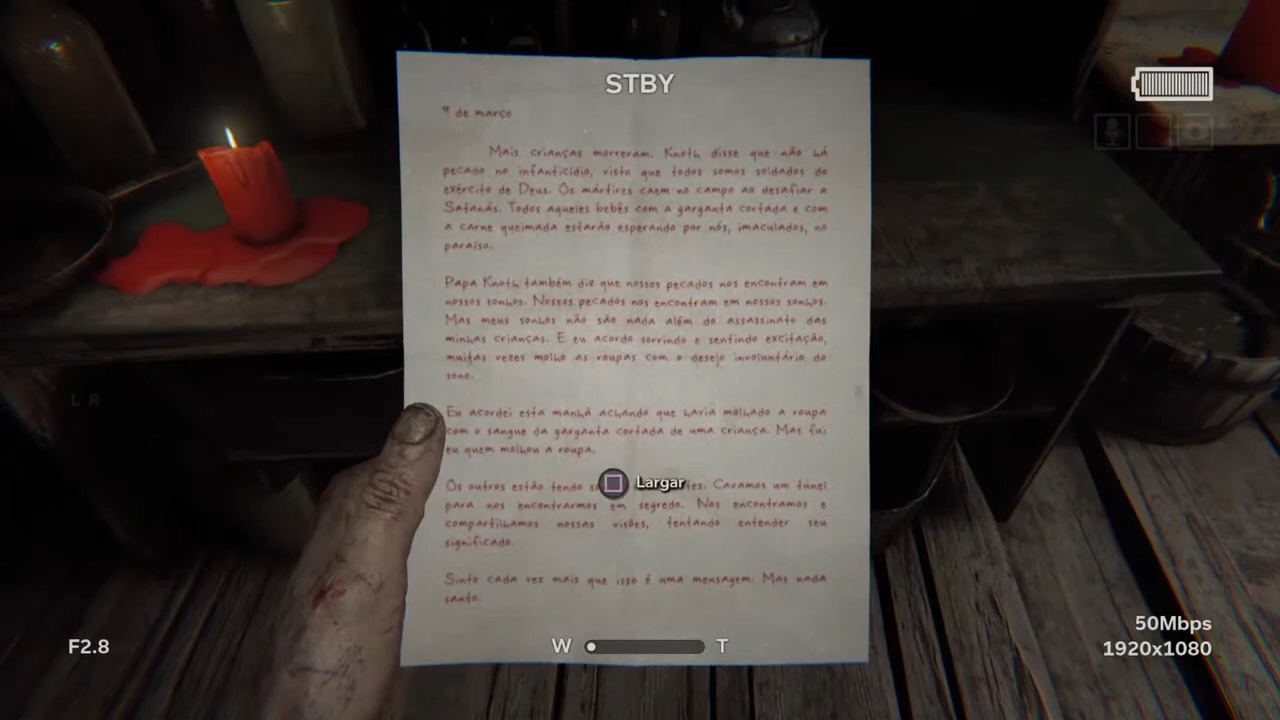 STBY
9 de março
Mais crianças morreram. Knoth disse que não há
pecado no infanticídio, visto que todos somos soldados do
exército de Deus. Os mártires caem no campo ao desafiar a
Satanás. Todos aqueles bebês com a garganta cortada e com
a carne queimada estarão esperando por nós, imaculados, no
paraíso.
Papa Knoth também diz que nossos pecados nos encontram em
nossos sonhos. Nossos pecados nos encontram em nossos sonhos.
Mas meus sonhos não são nada além do assassinato das
minhas crianças. E eu acordo sorrindo e sentindo excitação,
muitas vezes molho as roupas com o desejo involuntário do
sono.
Eu acordei esta manhã achando que havia molhado a roupa
com o sangue da garganta cortada de uma criança. Mas fui
eu quem molhou a roupa.
Os outros estão tendo Cavamos um túnel
Largar
para nos encontrarmos em segredo. Nos encontramos e
compartilhamos nossas visões, tentando entender seu
significado.
Sinto cada vez mais que isso é uma mensagem. Mas nada
santo.
L R
F2.8
W T
50Mbps
1920x1080